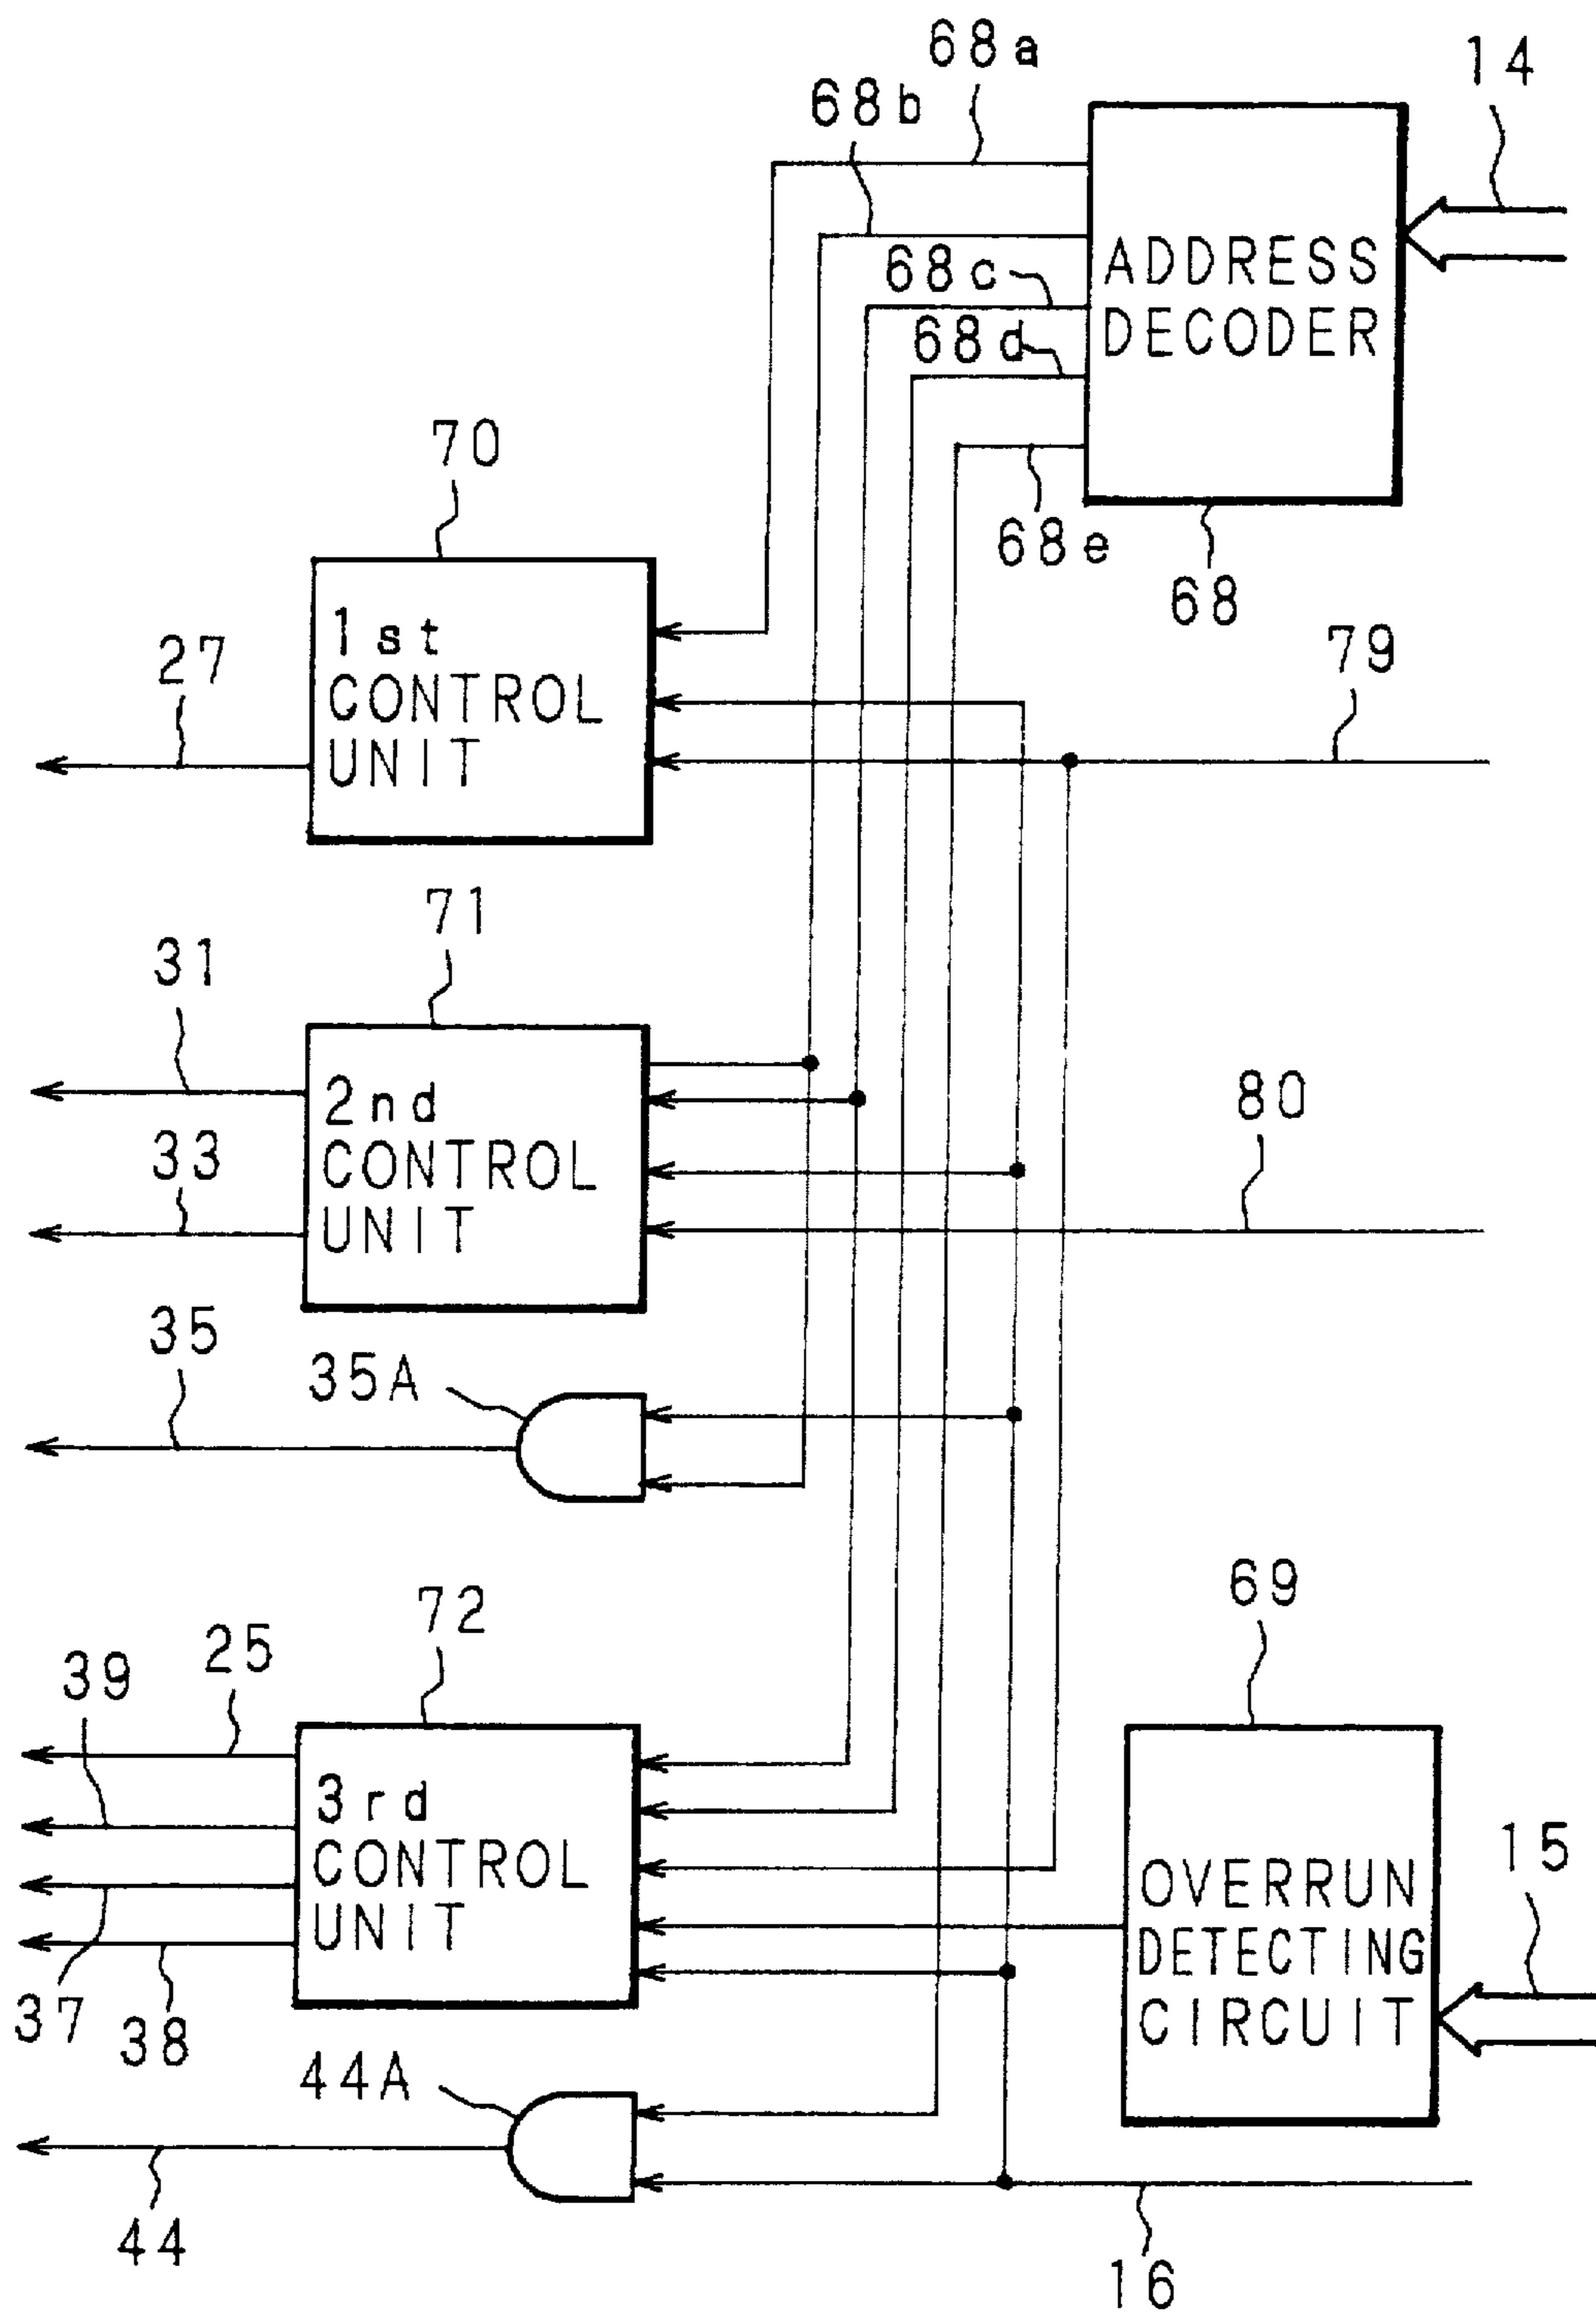 68a
14
68b
ADDRESS
DECODER
68c
68d
68e
68
70
1st
CONTROL
UNIT
27
79
71
31
2nd
CONTROL
UNIT
33
80
35
35A
72
69
25
39
3rd
CONTROL
UNIT
OVERRUN
DETECTING
CIRCUIT
15
37
38
44A
44
16